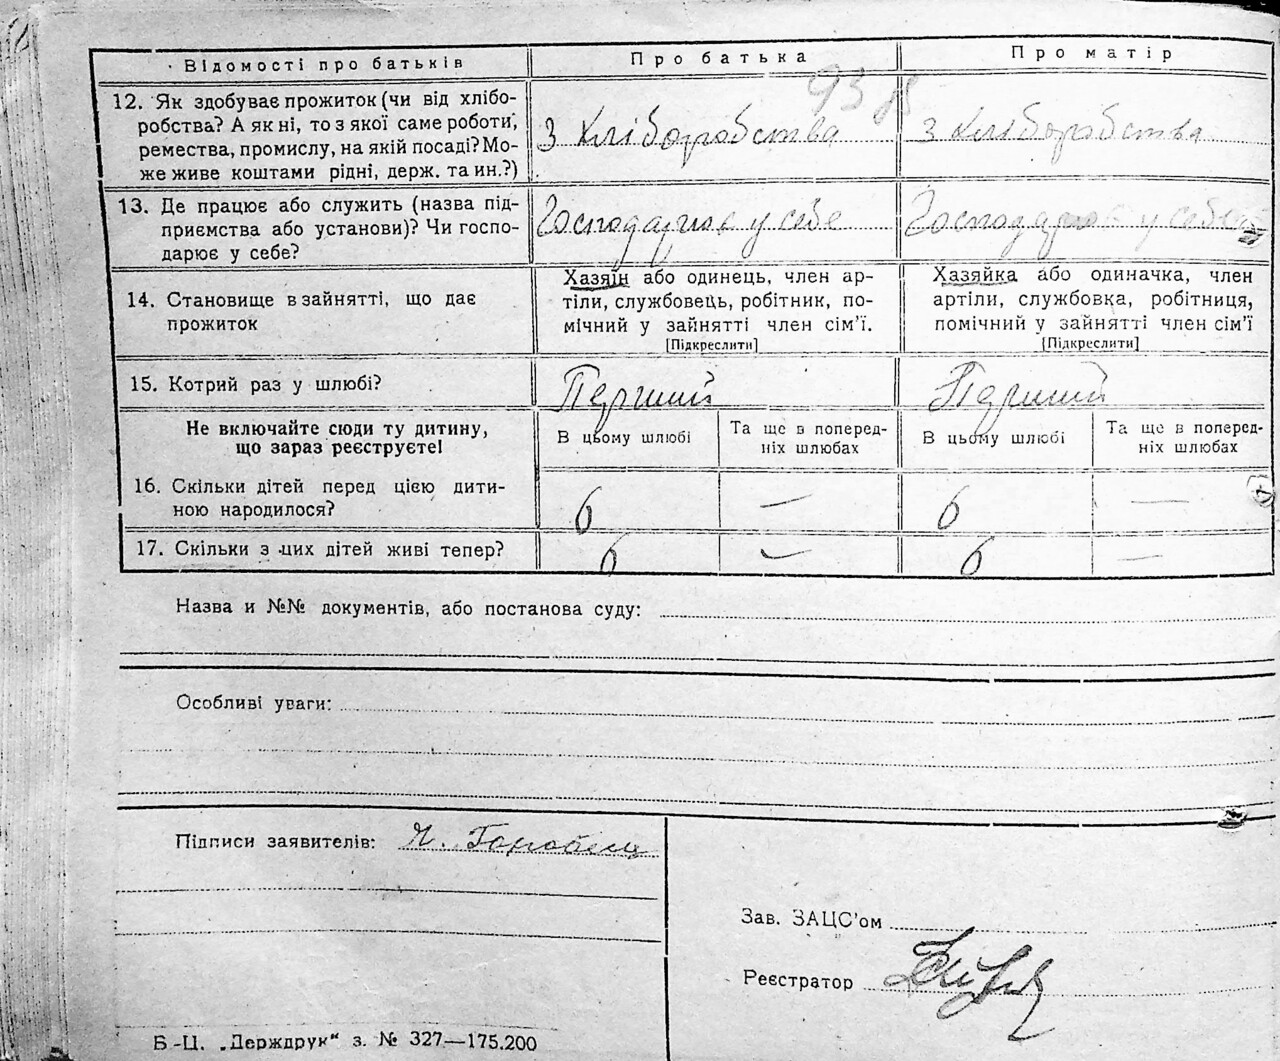 Відомості про батьків
Про батька
Про матір
93
12. Як здобуває прожиток (чи від хлібо-
робства? А як ні, то з якої саме роботи,
ремества, промислу, на якій посаді? Мо-
же живе коштами рідні, держ. та ин.?)
З хліборобства
З хліборобства
13. Де працює або служить (назва під-
приємства або установи)? Чи госпо-
дарює у себе?
Господарює у себе
Господарює у себе
14. Становище в зайнятті, що дає
прожиток
Хазяїн або одинець, член ар-
тіли, службовець, робітник, по-
мічний у зайнятті член сім'ї.
[Підкреслити]
Хазяйка або одиначка, член
артіли, службовка, робітниця,
помічний у зайнятті член сім'ї
[Підкреслити]
15. Котрий раз у шлюбі?
Перший
Перший
Не включайте сюди ту дитину,
що зараз реєструєте!
В цьому шлюбі
Та ще в поперед-
ніх шлюбах
В цьому шлюбі
Та ще в поперед-
ніх шлюбах
16. Скільки дітей перед цією дити-
ною народилося?
6
—
6
—
17. Скільки з цих дітей живі тепер?
6
—
6
—
Назва и №№ документів, або постанова суду:
Особливі уваги:
Підписи заявителів: Горобець
Зав. ЗАЦС'ом
Реєстратор
Б-Ц. „Держдрук" з. № 327—175.200